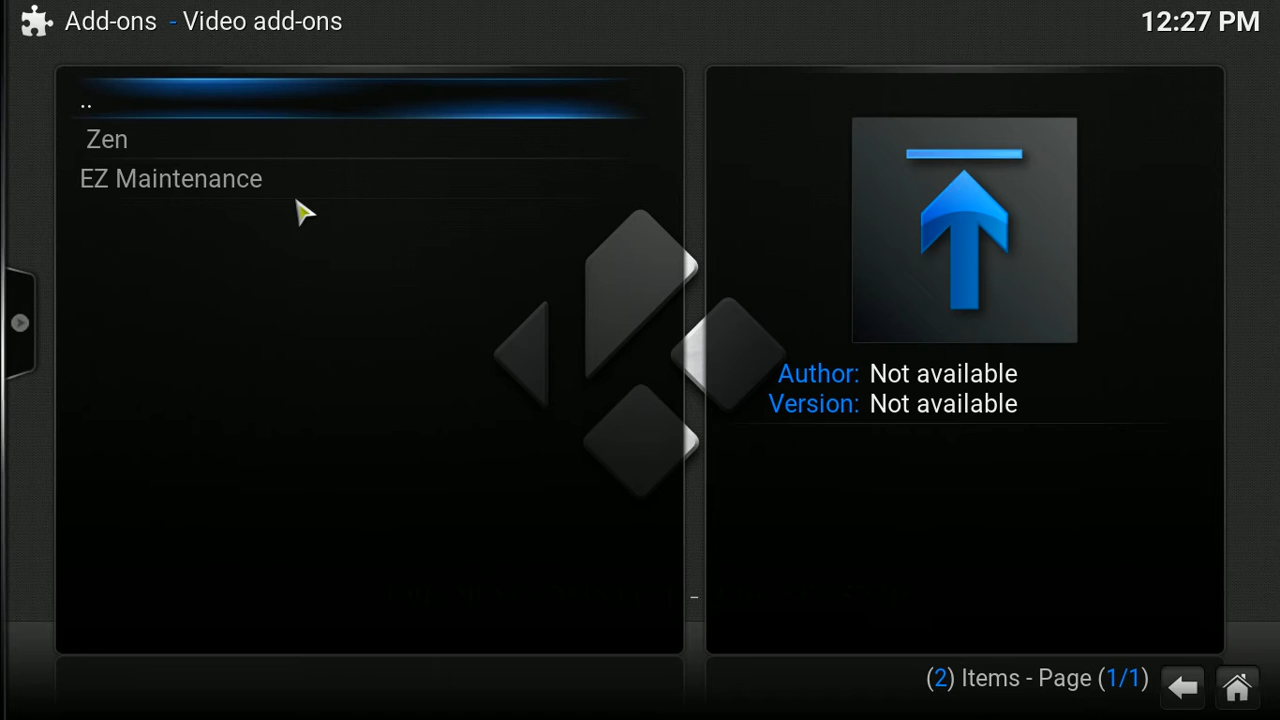 Add-ons - Video add-ons
12:27 PM
..
Zen
EZ Maintenance
Author: Not available
Version: Not available
-
(2) Items - Page (1/1)